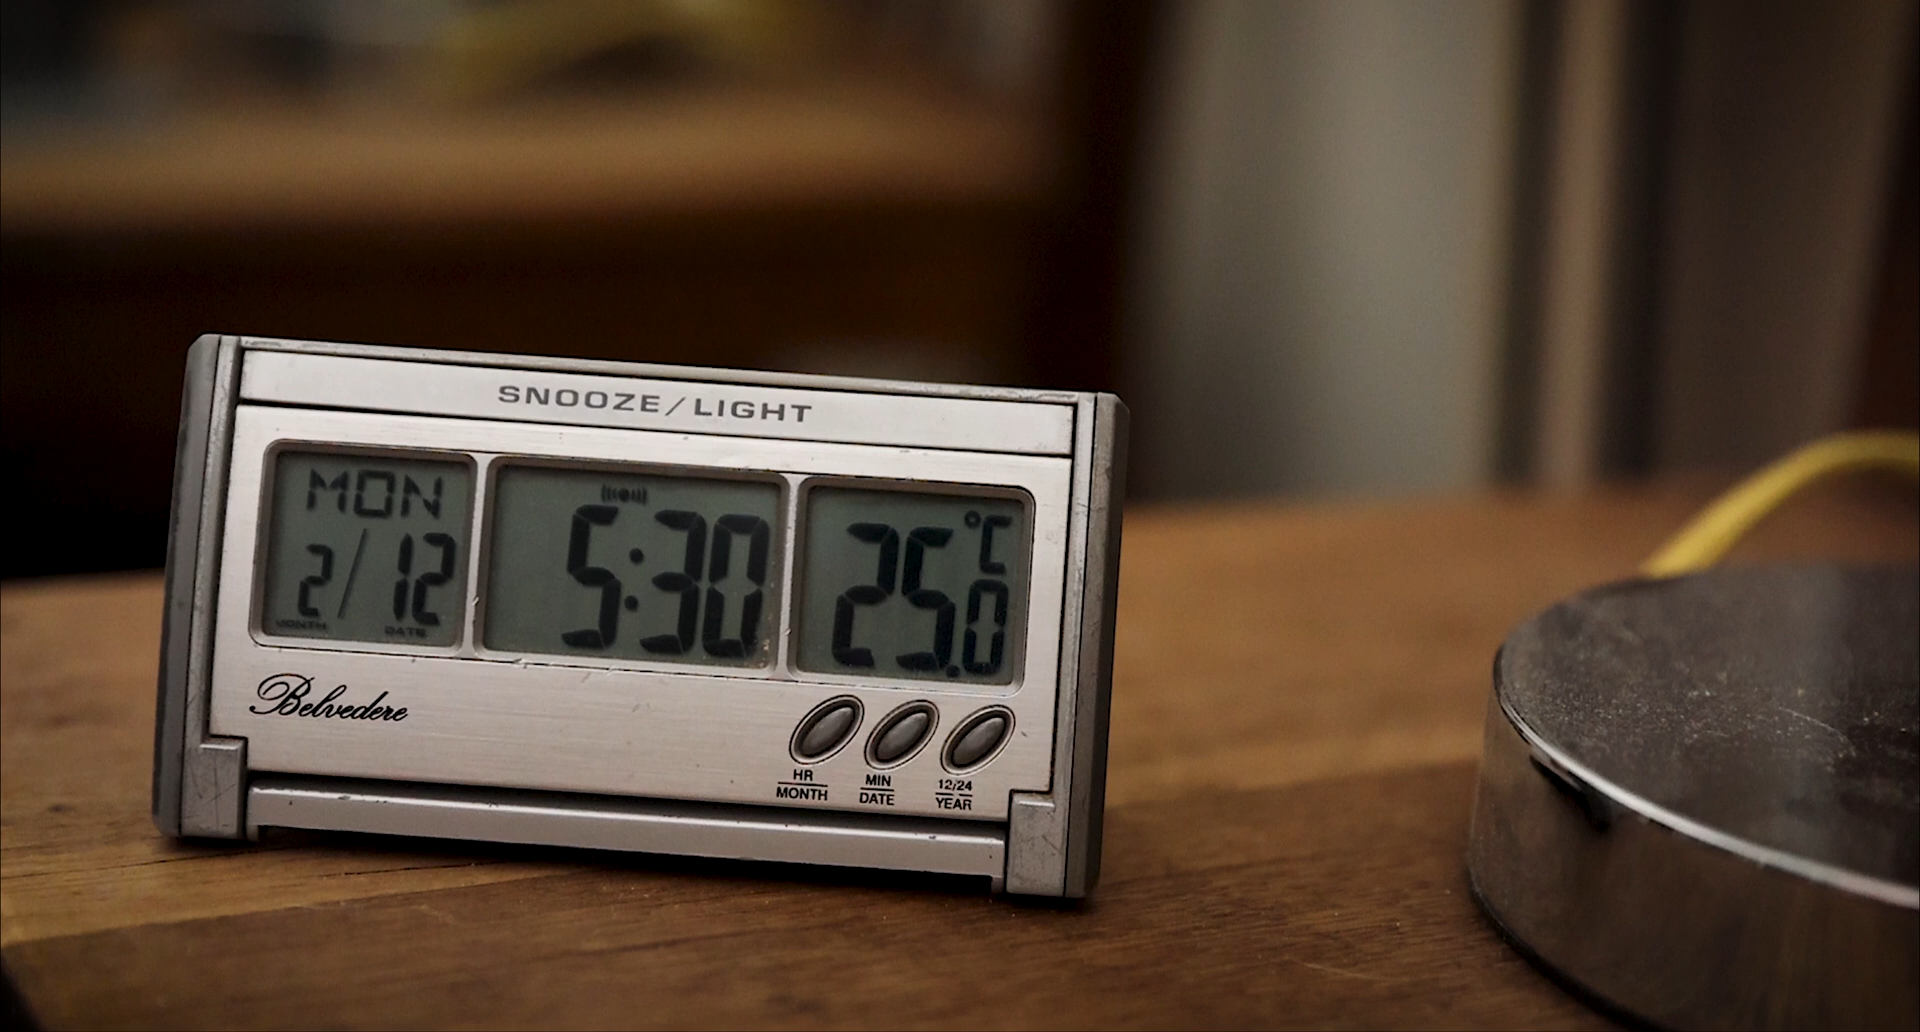 SNOOZE/LIGHT
MON
2/12
MONTH DATE
5:30
25.0 °C
Belvedere
HR
MONTH
MIN
DATE
12/24
YEAR